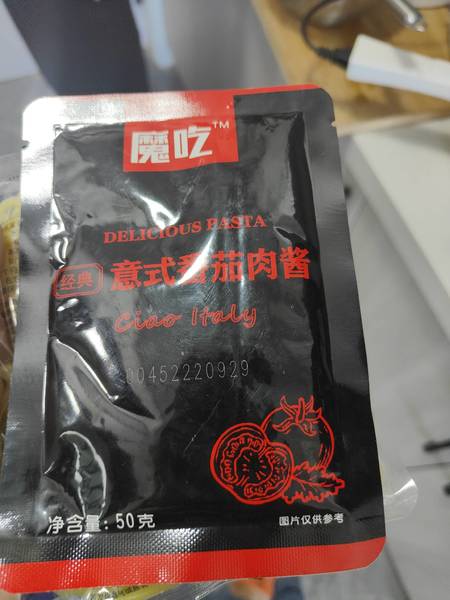 魔吃™
DELICIOUS PASTA
经典 意式番茄肉酱
Ciao Italy
00452220929
净含量: 50克
图片仅供参考